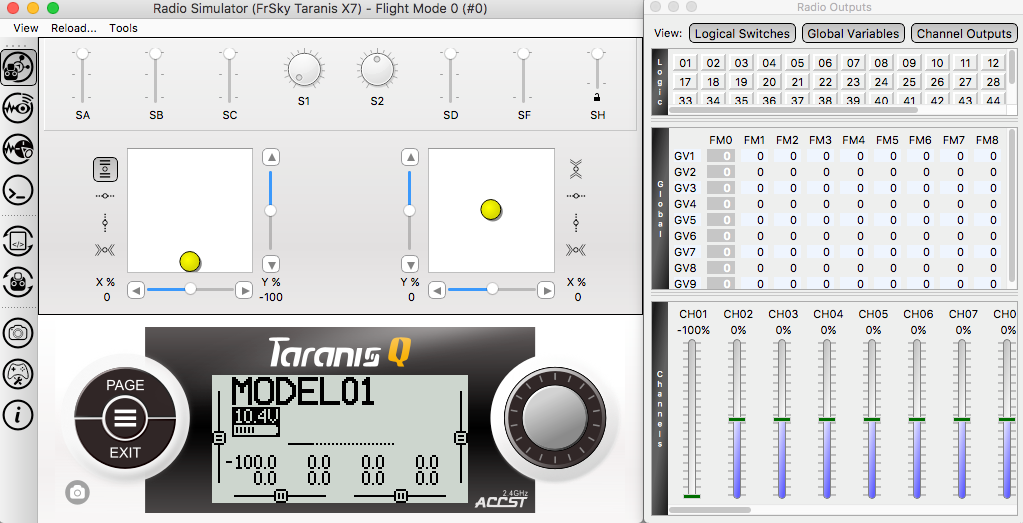 Radio Simulator (FrSky Taranis X7) - Flight Mode 0 (#0)
View Reload... Tools
SA SB SC S1 S2 SD SF SH
X % Y % Y % X %
0 -100 0 0
Taranis Q
PAGE
EXIT
MODEL01
10.4V
-100.0 0.0 0.0 0.0
0.0 0.0 0.0 0.0
2.4GHz
ACCST
Radio Outputs
View: Logical Switches Global Variables Channel Outputs
Logic
01 02 03 04 05 06 07 08 09 10 11 12
17 18 19 20 21 22 23 24 25 26 27 28
33 34 35 36 37 38 39 40 41 42 43 44
Global
FM0 FM1 FM2 FM3 FM4 FM5 FM6 FM7 FM8
GV1 0 0 0 0 0 0 0 0 0
GV2 0 0 0 0 0 0 0 0 0
GV3 0 0 0 0 0 0 0 0 0
GV4 0 0 0 0 0 0 0 0 0
GV5 0 0 0 0 0 0 0 0 0
GV6 0 0 0 0 0 0 0 0 0
GV7 0 0 0 0 0 0 0 0 0
GV8 0 0 0 0 0 0 0 0 0
GV9 0 0 0 0 0 0 0 0 0
Channels
CH01 CH02 CH03 CH04 CH05 CH06 CH07 CH0
-100% 0% 0% 0% 0% 0% 0% 0%